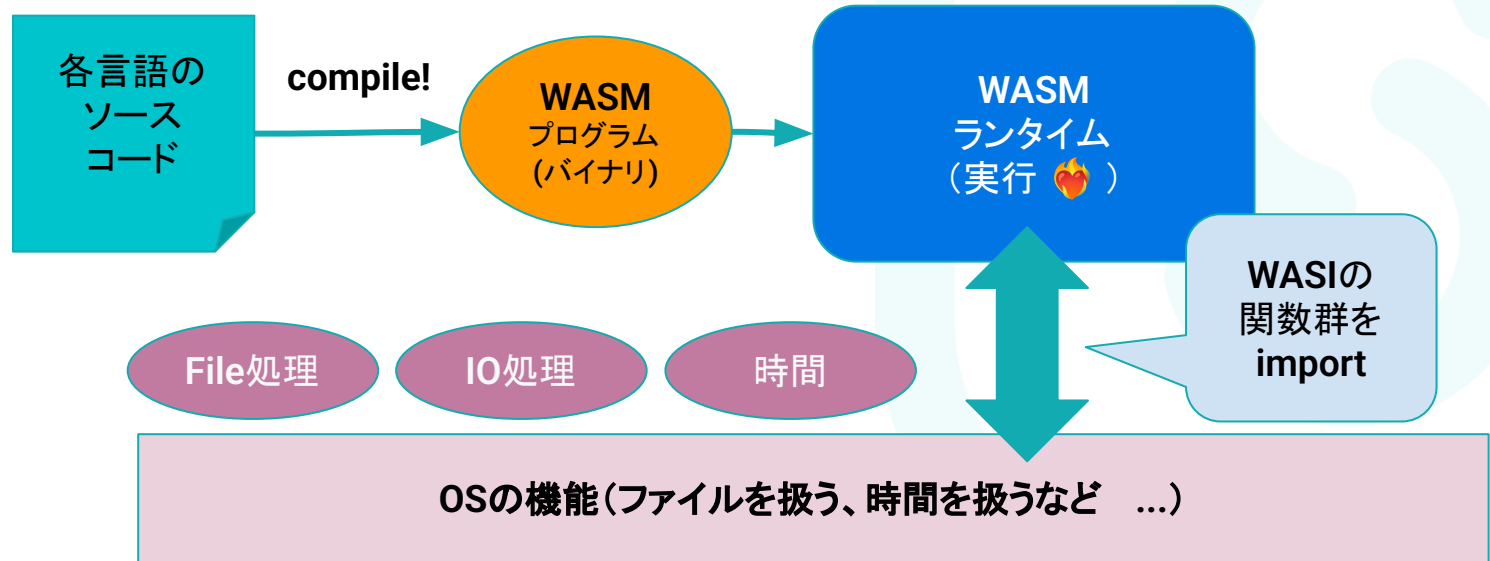 各言語の
ソース
コード
compile!
WASM
プログラム
(バイナリ)
WASM
ランタイム
（実行 ❤️‍🔥 ）
WASIの
関数群を
import
File処理
IO処理
時間
OSの機能（ファイルを扱う、時間を扱うなど ...）